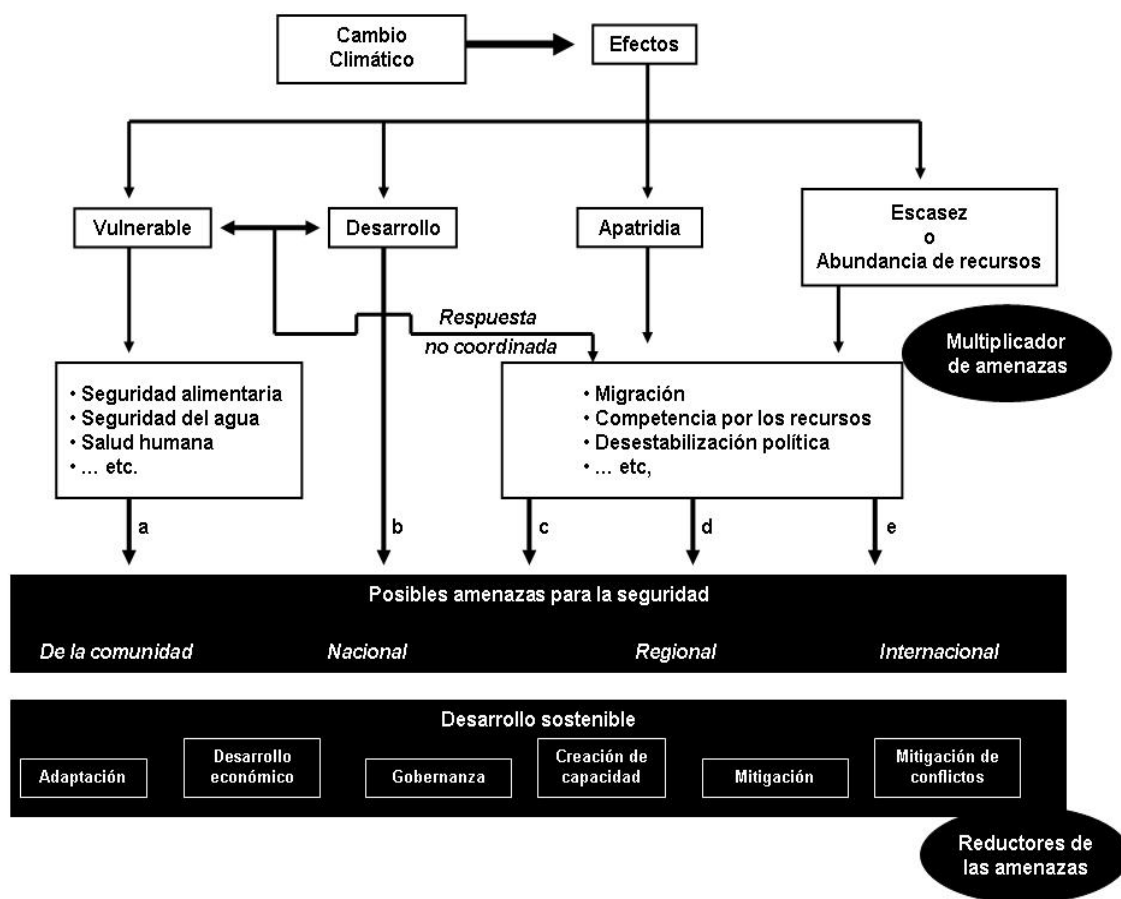 Cambio
Climático
Efectos
Vulnerable
Desarrollo
Apatridia
Escasez
o
Abundancia de recursos
Respuesta
no coordinada
Multiplicador
de amenazas
• Seguridad alimentaria
• Seguridad del agua
• Salud humana
• ... etc.
• Migración
• Competencia por los recursos
• Desestabilización política
• ... etc,
a
b
c
d
e
Posibles amenazas para la seguridad
De la comunidad
Nacional
Regional
Internacional
Desarrollo sostenible
Adaptación
Desarrollo
económico
Gobernanza
Creación de
capacidad
Mitigación
Mitigación de
conflictos
Reductores de
las amenazas